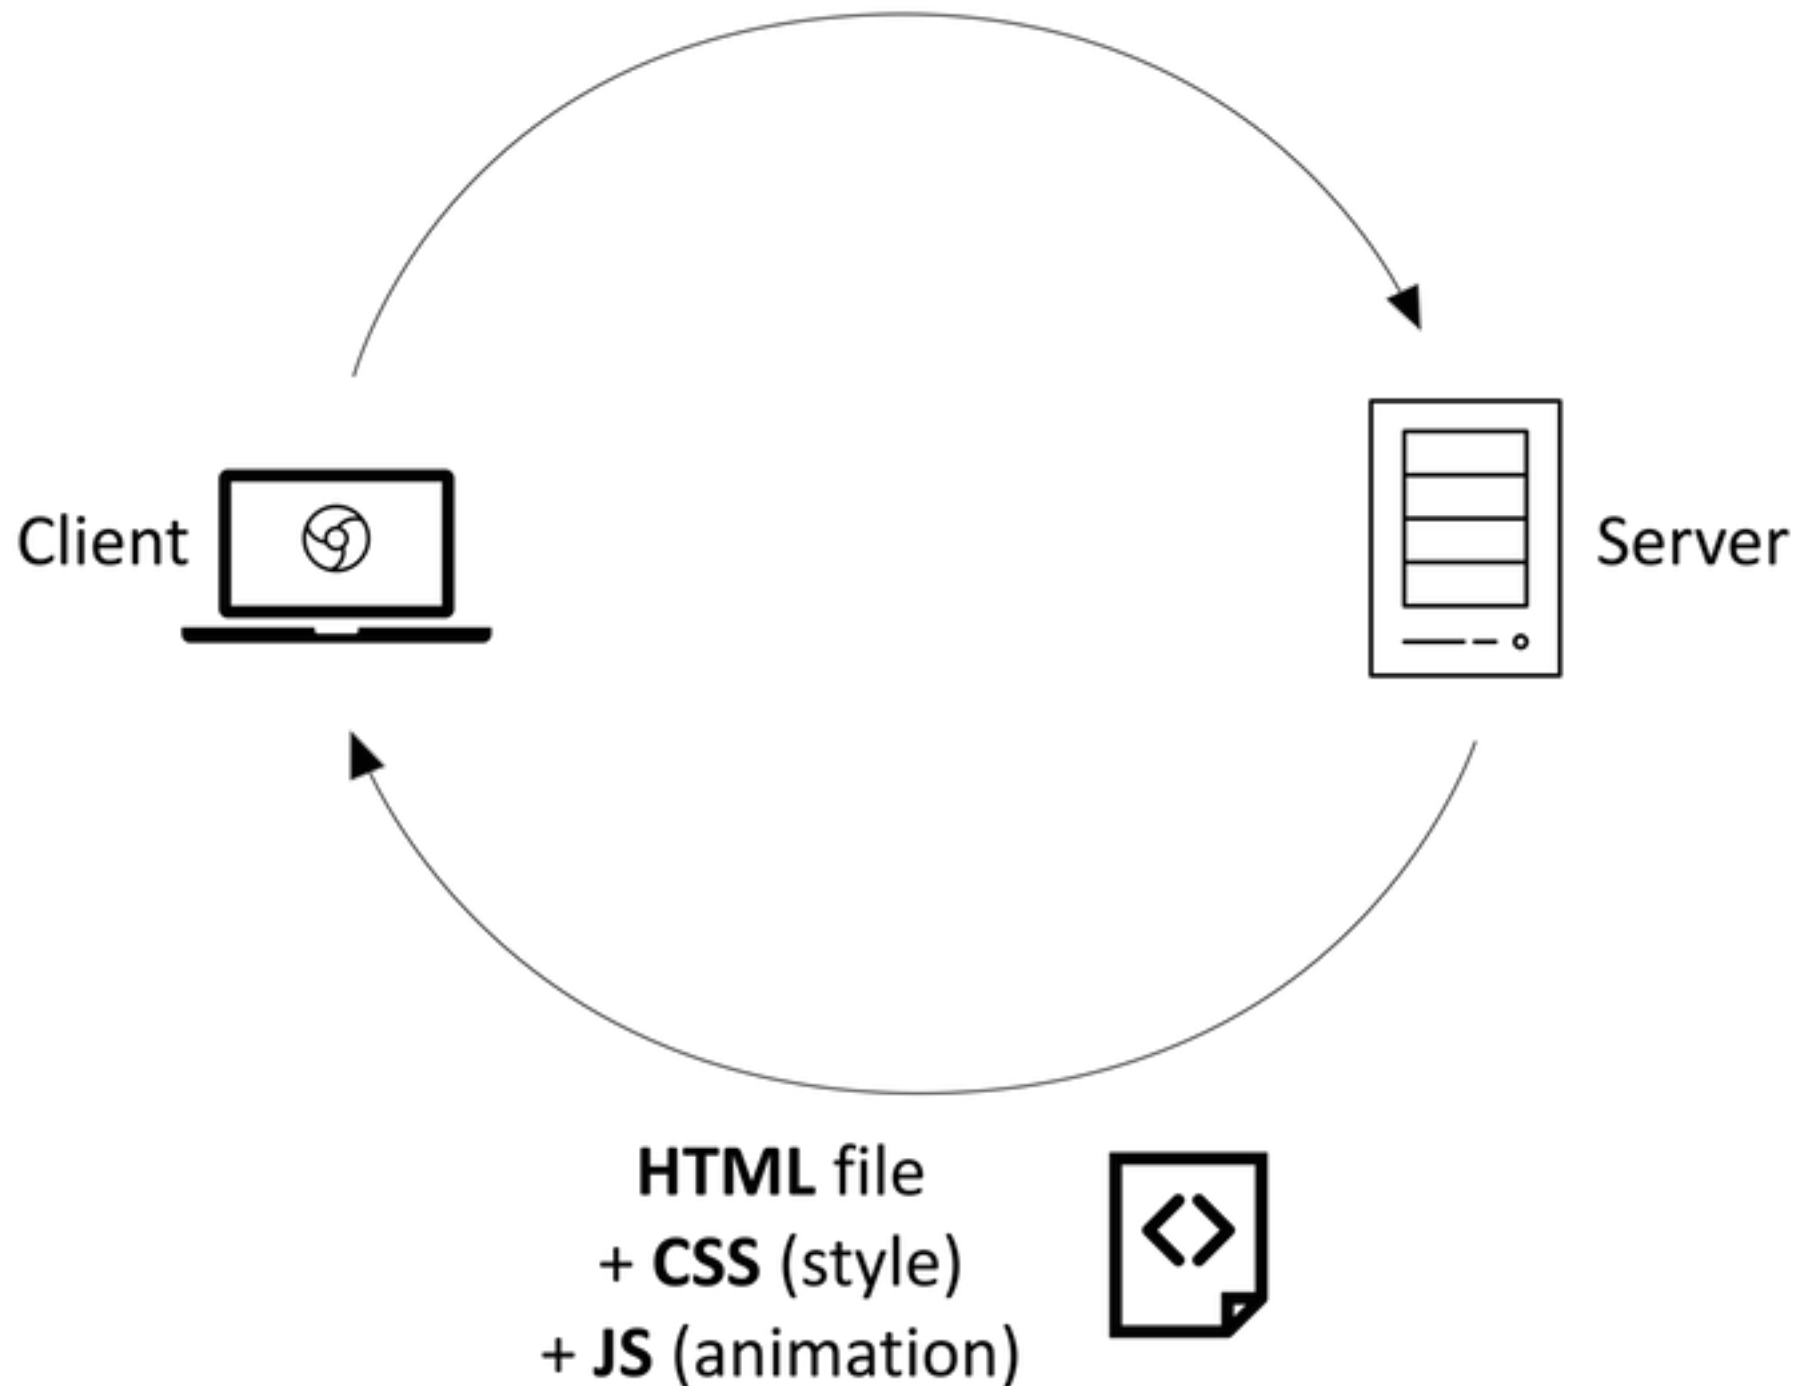 Client
Server
HTML file
+ CSS (style)
+ JS (animation)